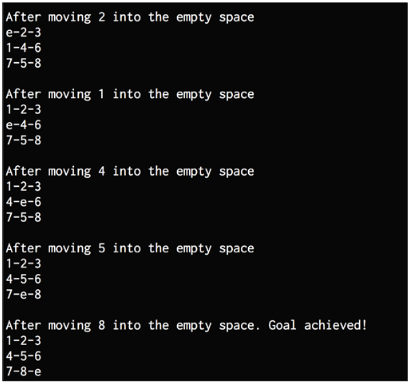 After moving 2 into the empty space
e-2-3
1-4-6
7-5-8
After moving 1 into the empty space
1-2-3
e-4-6
7-5-8
After moving 4 into the empty space
1-2-3
4-e-6
7-5-8
After moving 5 into the empty space
1-2-3
4-5-6
7-e-8
After moving 8 into the empty space. Goal achieved!
1-2-3
4-5-6
7-8-e